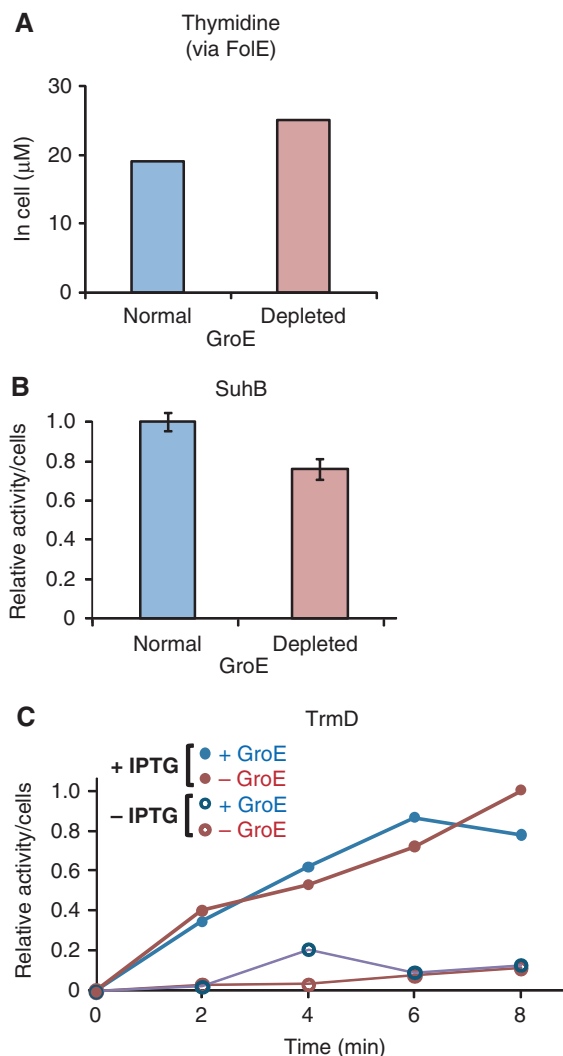 A
Thymidine
(via FolE)
In cell (μM)
30
20
10
0
Normal
Depleted
GroE
B
SuhB
Relative activity/cells
1.0
0.8
0.6
0.4
0.2
0
Normal
Depleted
GroE
C
TrmD
+ IPTG
+ GroE
– GroE
– IPTG
+ GroE
– GroE
Relative activity/cells
1.0
0.8
0.6
0.4
0.2
0
0
2
4
6
8
Time (min)